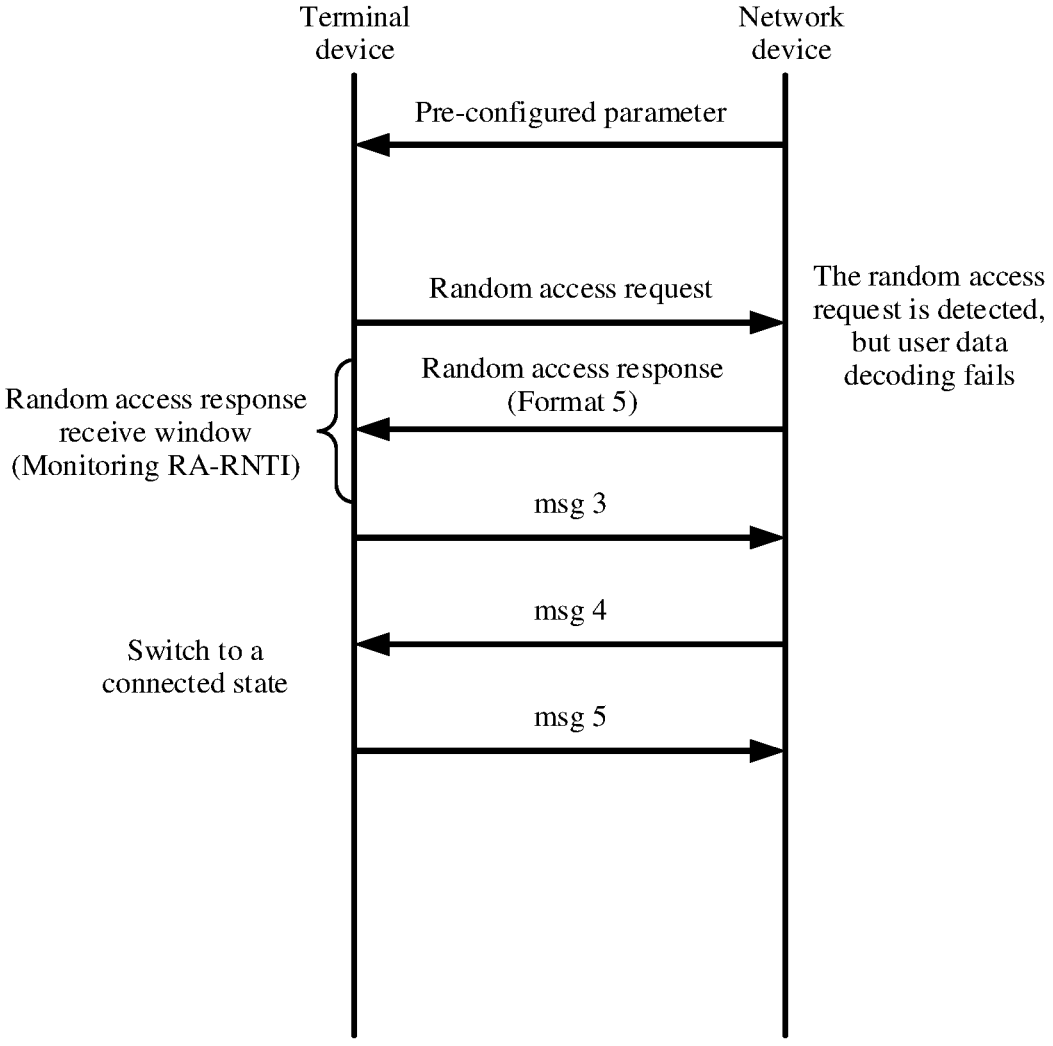 Terminal
device
Network
device
Pre-configured parameter
Random access request
The random access
request is detected,
but user data
decoding fails
Random access response
(Format 5)
Random access response
receive window
(Monitoring RA-RNTI)
msg 3
msg 4
Switch to a
connected state
msg 5